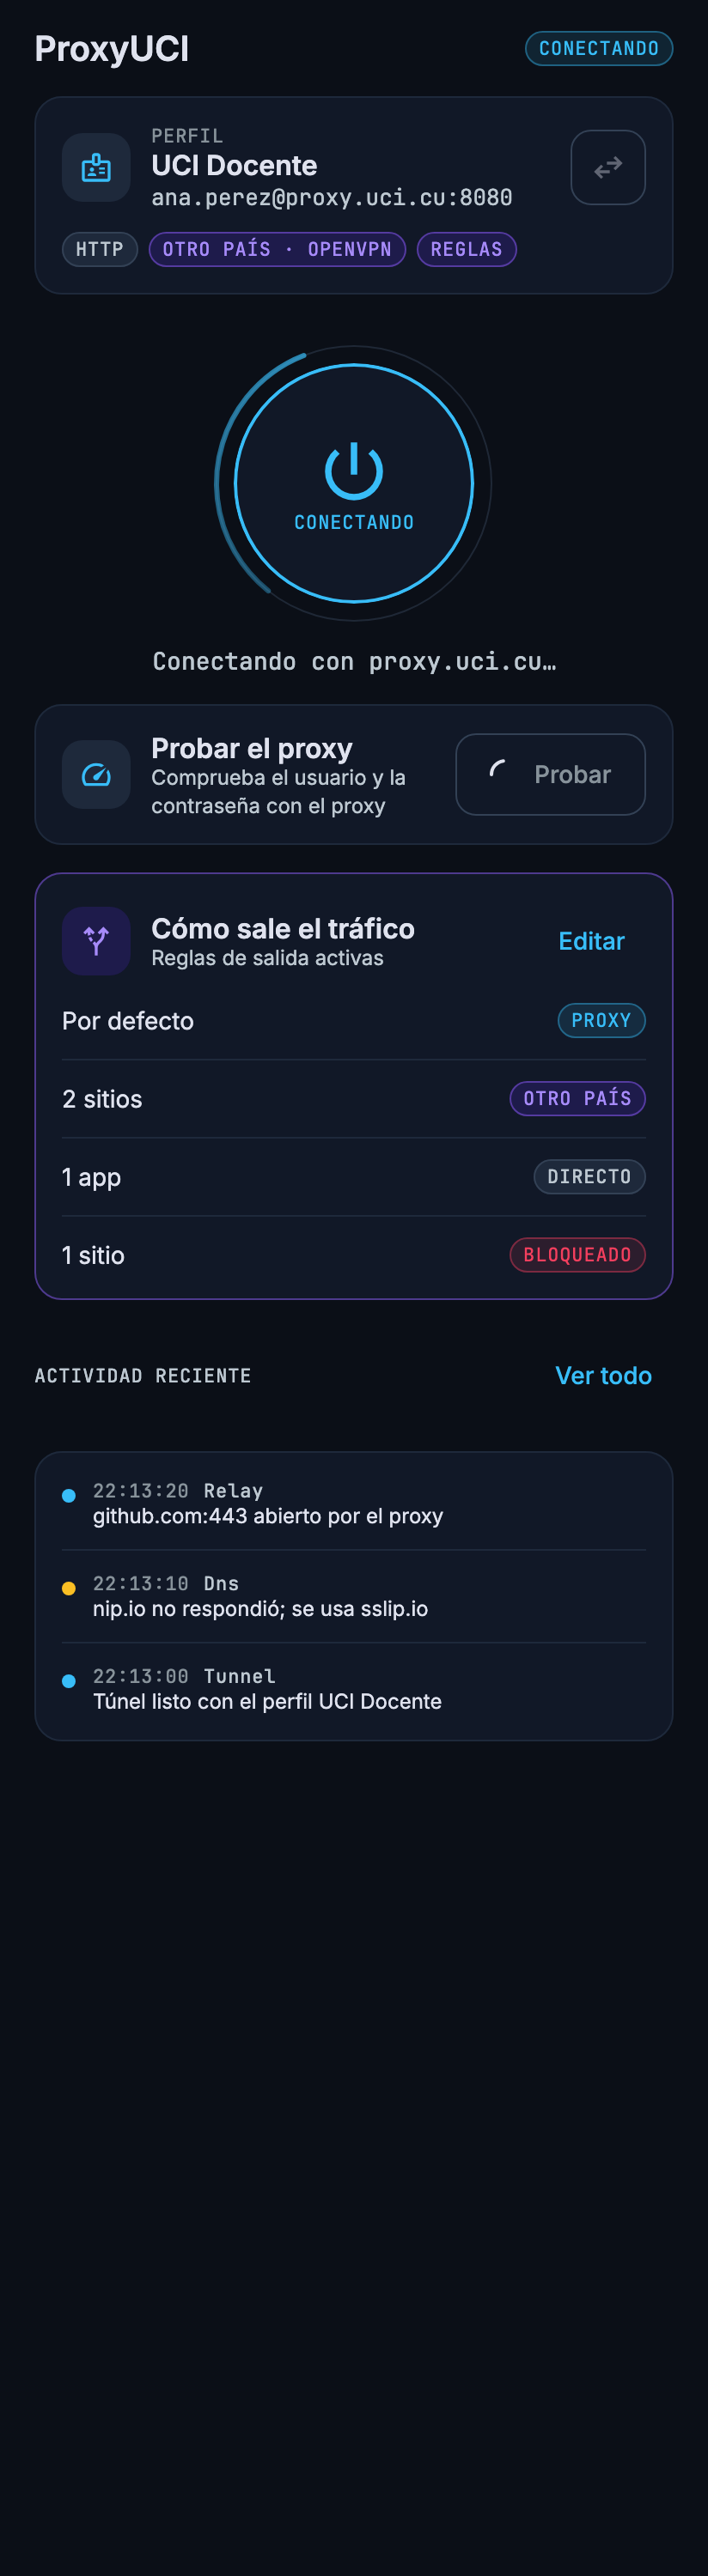 ProxyUCI
CONECTANDO
PERFIL
UCI Docente
ana.perez@proxy.uci.cu:8080
HTTP
OTRO PAÍS · OPENVPN
REGLAS
CONECTANDO
Conectando con proxy.uci.cu…
Probar el proxy
Comprueba el usuario y la
contraseña con el proxy
Probar
Cómo sale el tráfico
Reglas de salida activas
Editar
Por defecto
PROXY
2 sitios
OTRO PAÍS
1 app
DIRECTO
1 sitio
BLOQUEADO
ACTIVIDAD RECIENTE
Ver todo
22:13:20 Relay
github.com:443 abierto por el proxy
22:13:10 Dns
nip.io no respondió; se usa sslip.io
22:13:00 Tunnel
Túnel listo con el perfil UCI Docente